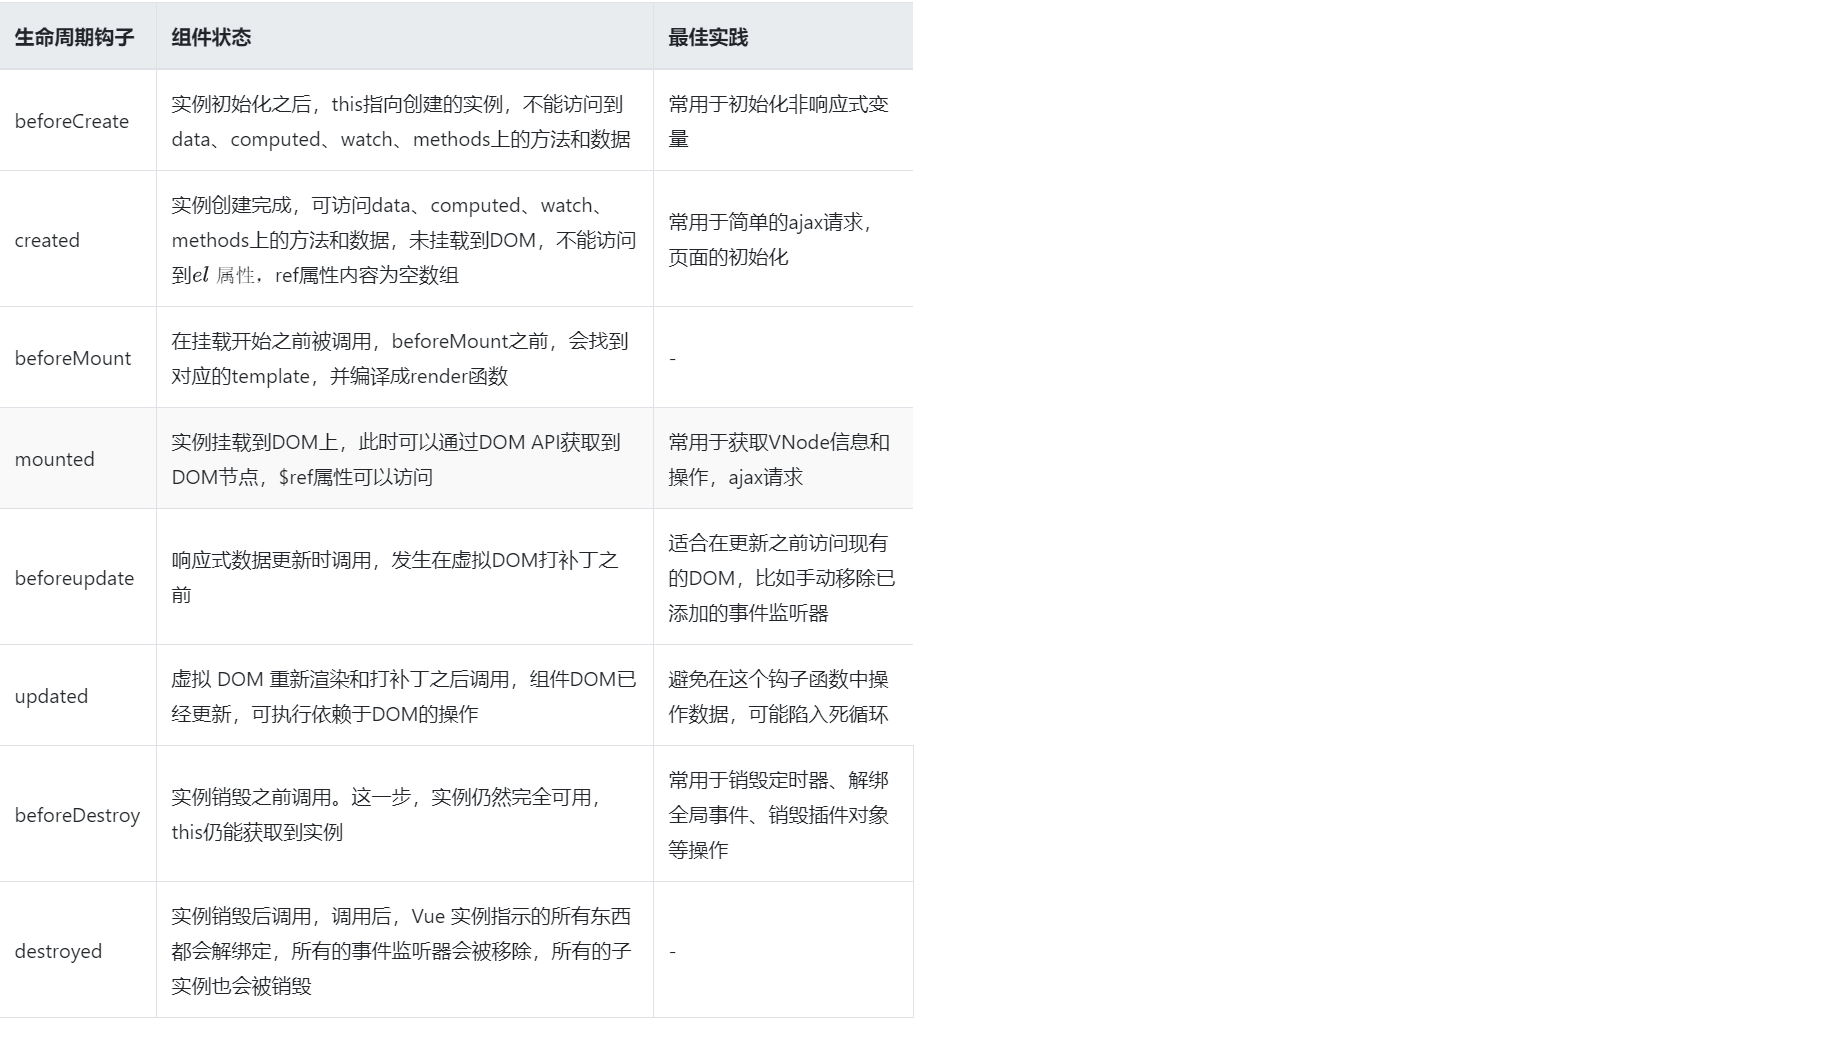 生命周期钩子 组件状态 最佳实践
beforeCreate
实例初始化之后，this指向创建的实例，不能访问到
data、computed、watch、methods上的方法和数据
常用于初始化非响应式变
量
created
实例创建完成，可访问data、computed、watch、
methods上的方法和数据，未挂载到DOM，不能访问
到el 属性，ref属性内容为空数组
常用于简单的ajax请求，
页面的初始化
beforeMount
在挂载开始之前被调用，beforeMount之前，会找到
对应的template，并编译成render函数
-
mounted
实例挂载到DOM上，此时可以通过DOM API获取到
DOM节点，$ref属性可以访问
常用于获取VNode信息和
操作，ajax请求
beforeupdate
响应式数据更新时调用，发生在虚拟DOM打补丁之
前
适合在更新之前访问现有
的DOM，比如手动移除已
添加的事件监听器
updated
虚拟 DOM 重新渲染和打补丁之后调用，组件DOM已
经更新，可执行依赖于DOM的操作
避免在这个钩子函数中操
作数据，可能陷入死循环
beforeDestroy
实例销毁之前调用。这一步，实例仍然完全可用，
this仍能获取到实例
常用于销毁定时器、解绑
全局事件、销毁插件对象
等操作
destroyed
实例销毁后调用，调用后，Vue 实例指示的所有东西
都会解绑定，所有的事件监听器会被移除，所有的子
实例也会被销毁
-